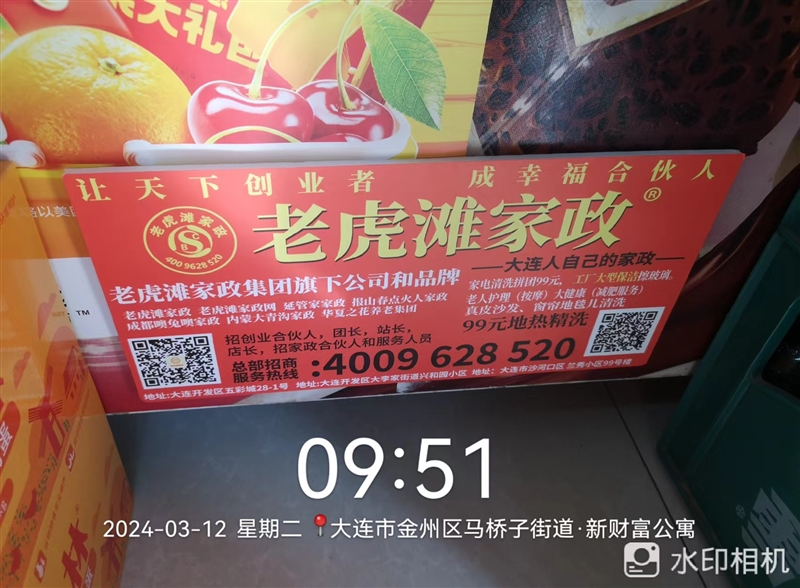 大礼包
让天下创业者 成幸福合伙人
老虎滩家政
SBC
4009628520
老虎滩家政®
大连人自己的家政
老虎滩家政集团旗下公司和品牌
老虎滩家政 老虎滩家政网 延管家家政 报山春点火人家政
成都噢兔噢家政 内蒙大青沟家政 华夏之花养老集团
家电清洗拼团99元, 工厂大型保洁擦玻璃。
老人护理(按摩)大健康(减肥服务)
真皮沙发、窗帘地毯儿清洗
99元地热精洗
招创业合伙人,团长,站长,
店长,招家政合伙人和服务人员
总部招商
服务热线:4009 628 520
地址:大连开发区五彩城28-1号 地址:大连开发区大李家街道兴和园小区 地址:大连市沙河口区 兰秀小区99号楼
09:51
2024-03-12 星期二 大连市金州区马桥子街道·新财富公寓
水印相机